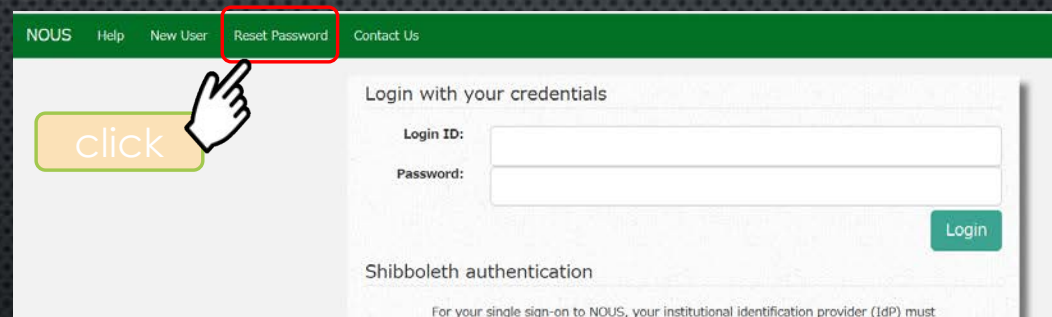 NOUS Help New User Reset Password Contact Us
click
Login with your credentials
Login ID:
Password:
Login
Shibboleth authentication
For your single sign-on to NOUS, your institutional identification provider (IdP) must